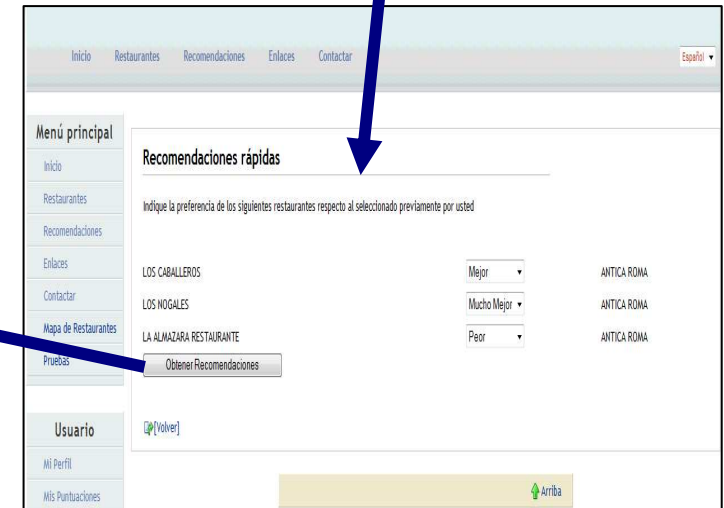 Inicio Restaurantes Recomendaciones Enlaces Contactar Español
Menú principal
Inicio
Restaurantes
Recomendaciones
Enlaces
Contactar
Mapa de Restaurantes
Pruebas
Usuario
Mi Perfil
Mis Puntuaciones
Recomendaciones rápidas
Indique la preferencia de los siguientes restaurantes respecto al seleccionado previamente por usted
LOS CABALLEROS Mejor ANTICA ROMA
LOS NOGALES Mucho Mejor ANTICA ROMA
LA ALMAZARA RESTAURANTE Peor ANTICA ROMA
Obtener Recomendaciones
[Volver]
Arriba